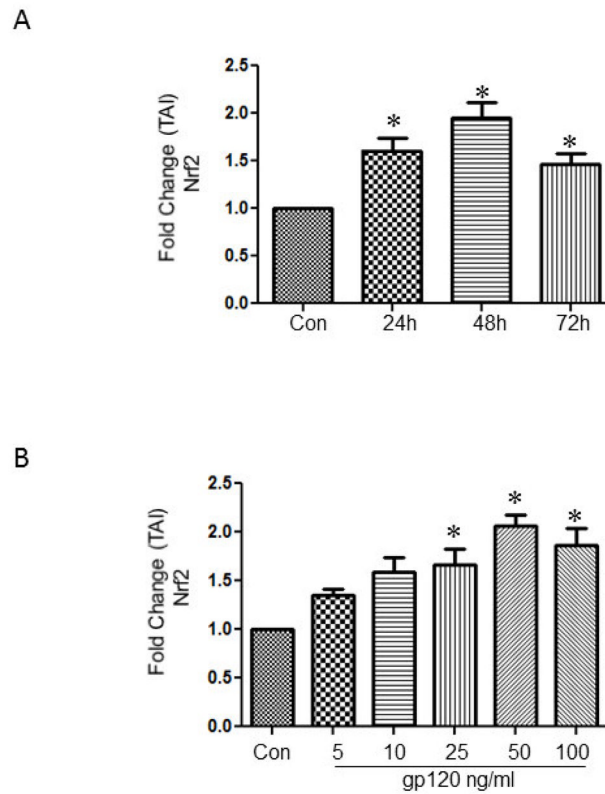 A
Fold Change (TAI)
Nrf2
2.5
2.0
1.5
1.0
0.5
0.0
* * *
Con 24h 48h 72h
B
Fold Change (TAI)
Nrf2
2.5
2.0
1.5
1.0
0.5
0.0
* * *
Con 5 10 25 50 100
gp120 ng/ml